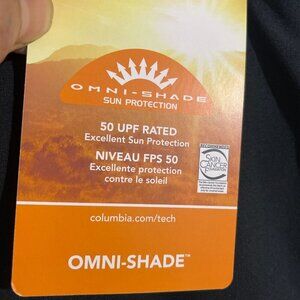 OMNI-SHADE
SUN PROTECTION
50 UPF RATED
Excellent Sun Protection
NIVEAU FPS 50
Excellente protection
contre le soleil
RECOMMENDED
SKIN
CANCER
FOUNDATION
columbia.com/tech
OMNI-SHADE™